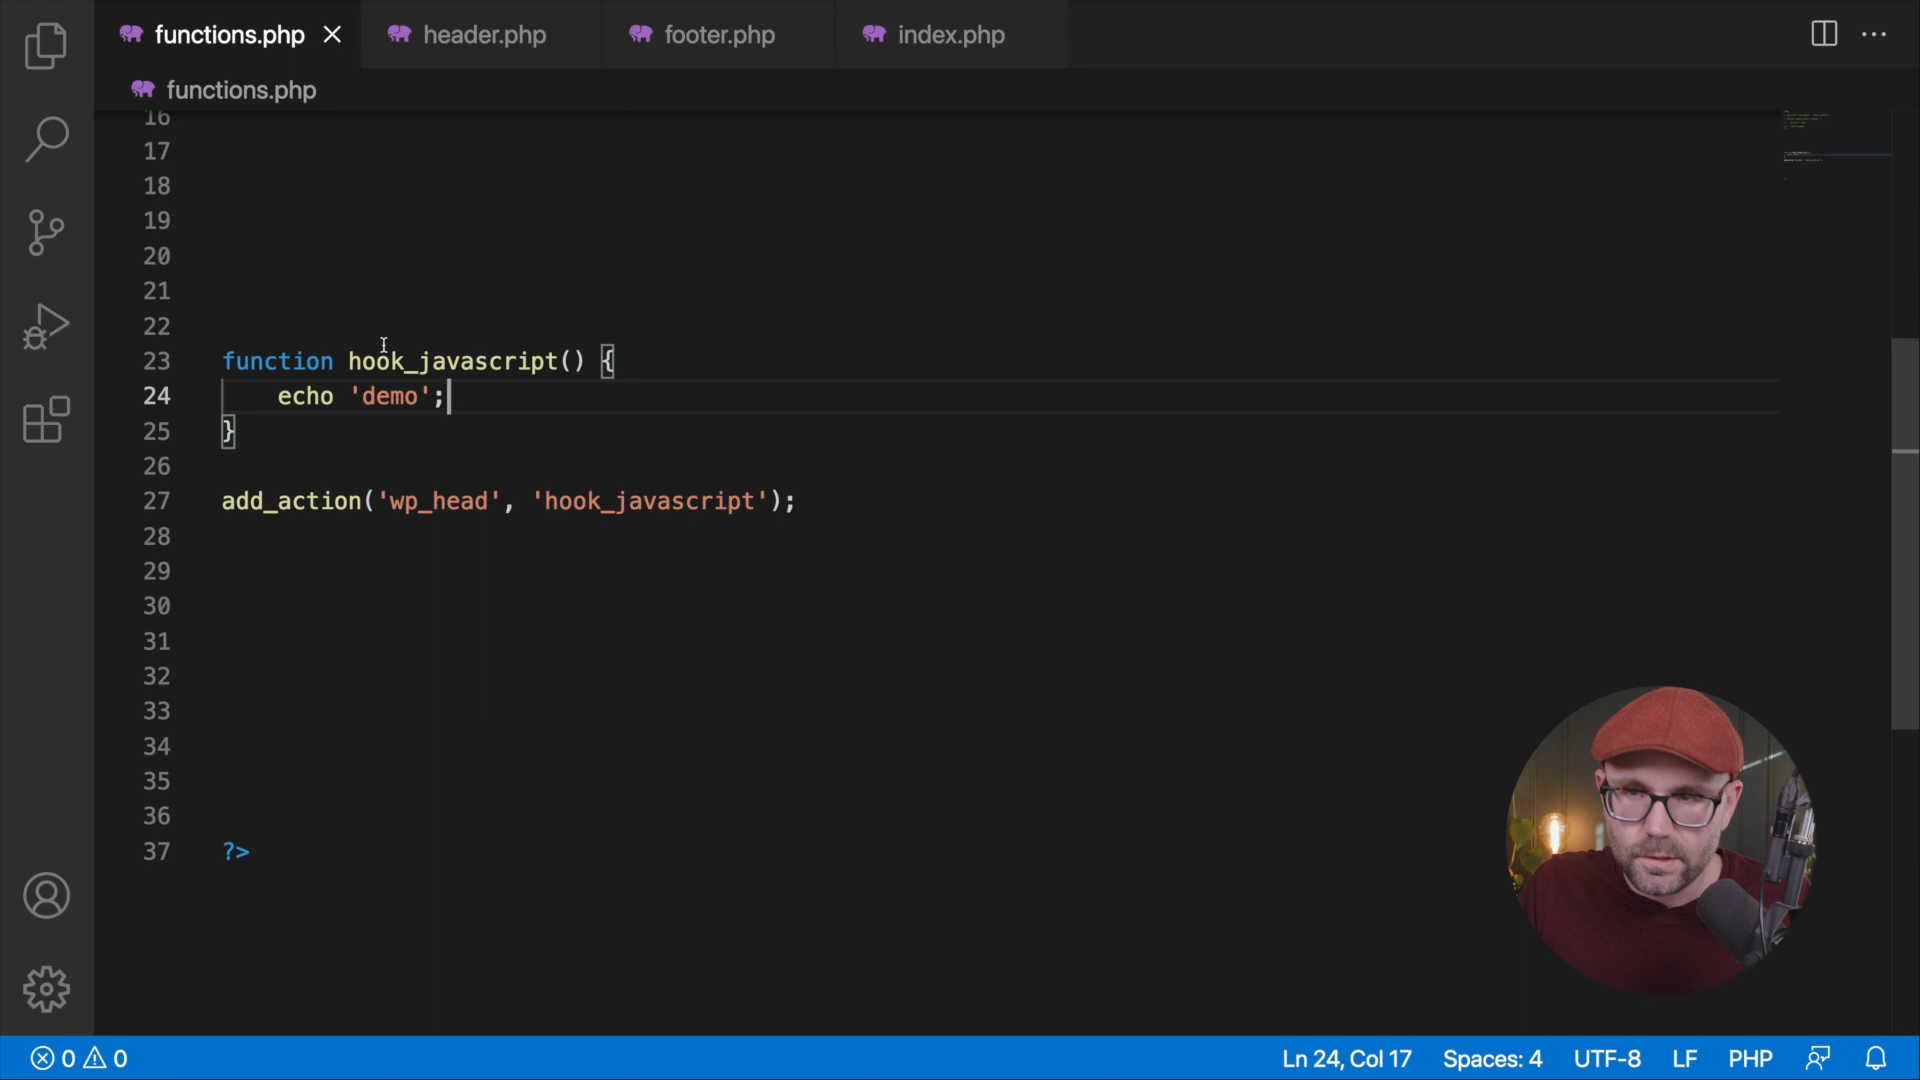 functions.php
header.php
footer.php
index.php
functions.php
16
17
18
19
20
21
22
23 function hook_javascript() {
24 echo 'demo';
25 }
26
27 add_action('wp_head', 'hook_javascript');
28
29
30
31
32
33
34
35
36
37 ?>
0 0 Ln 24, Col 17 Spaces: 4 UTF-8 LF PHP